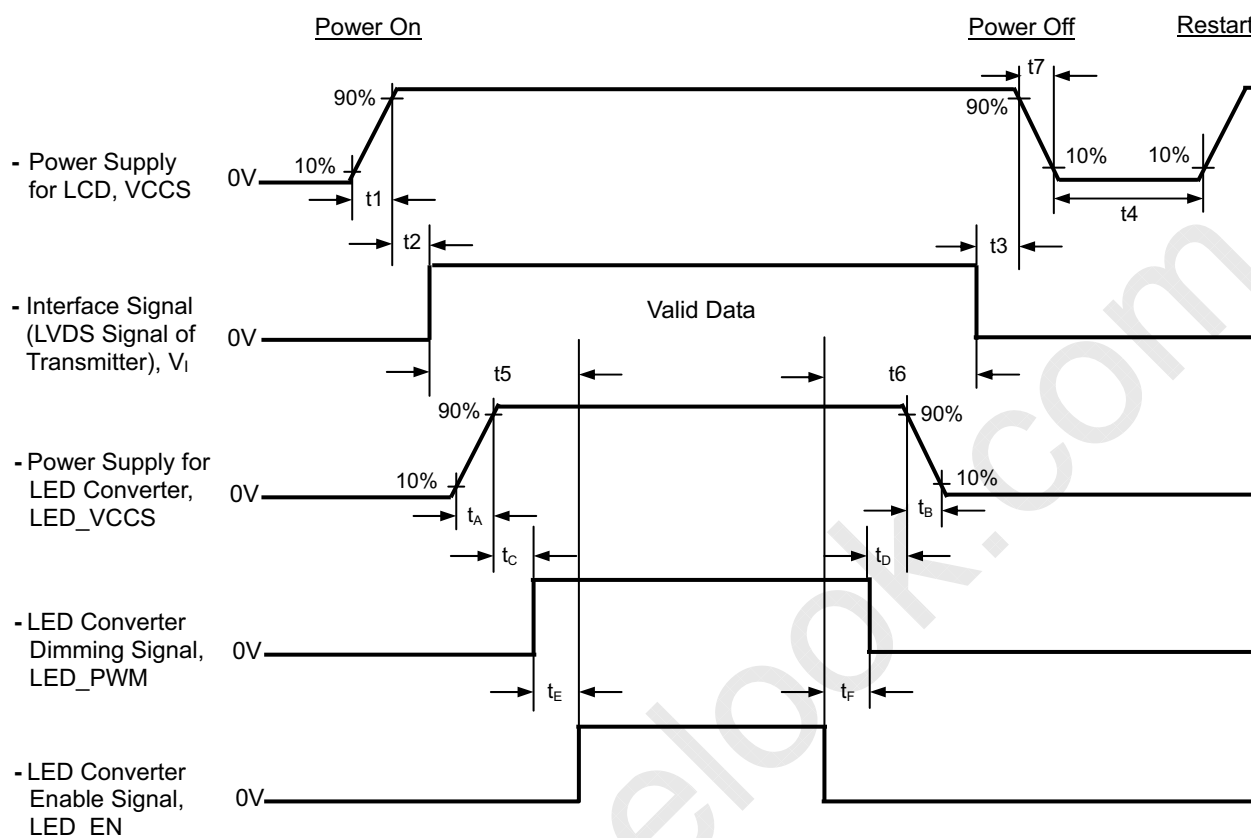 Power On
Power Off
Restart
t7
90%
90%
- Power Supply
for LCD, VCCS
0V
10%
10%
10%
t1
t4
t2
t3
- Interface Signal
(LVDS Signal of
Transmitter), VI
0V
Valid Data
t5
t6
90%
90%
- Power Supply for
LED Converter,
LED_VCCS
0V
10%
10%
tA
tB
tC
tD
- LED Converter
Dimming Signal,
LED_PWM
0V
tE
tF
- LED Converter
Enable Signal,
LED_EN
0V
elook.com